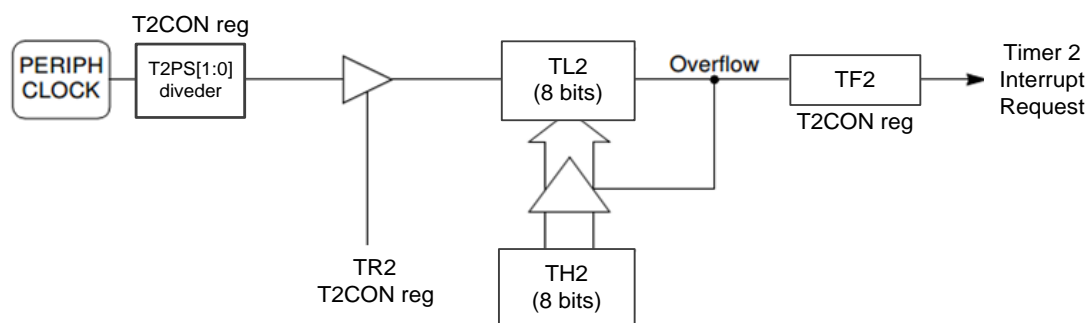 T2CON reg
PERIPH
CLOCK
T2PS[1:0]
diveder
TL2
(8 bits)
Overflow
TF2
T2CON reg
Timer 2
Interrupt
Request
TR2
T2CON reg
TH2
(8 bits)